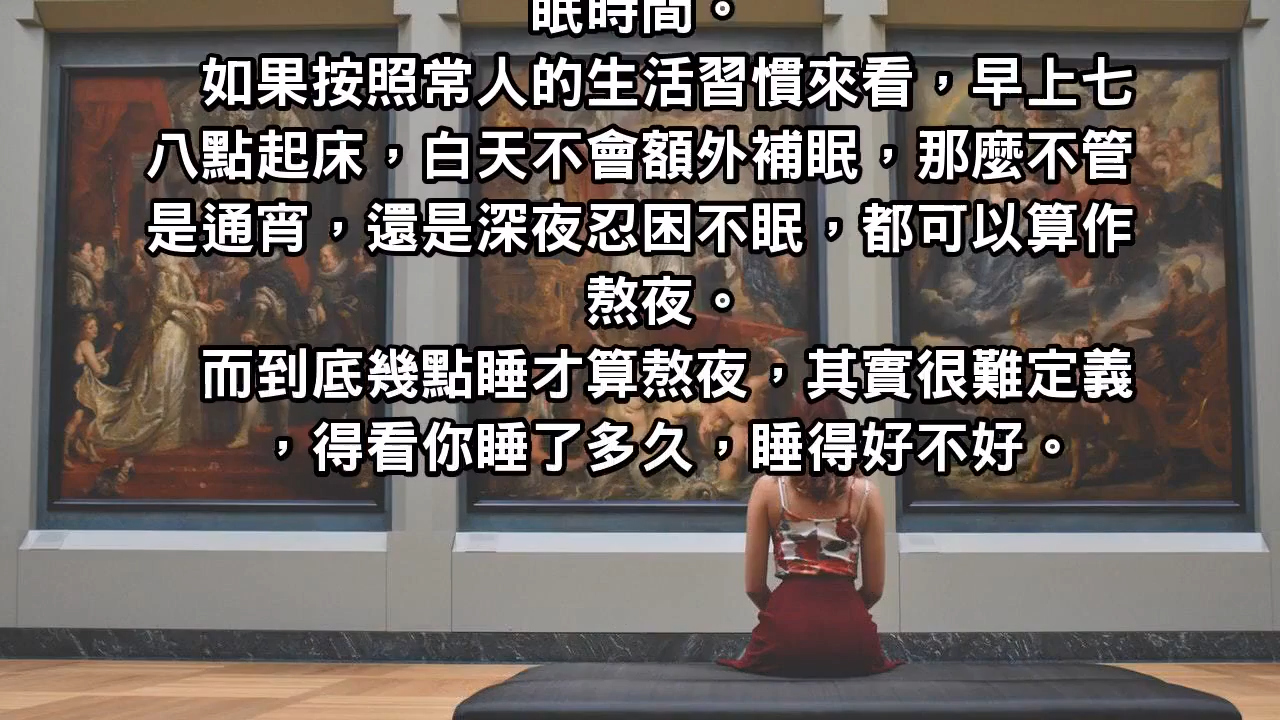 眠時間。
如果按照常人的生活習慣來看，早上七
八點起床，白天不會額外補眠，那麼不管
是通宵，還是深夜忍困不眠，都可以算作
熬夜。
而到底幾點睡才算熬夜，其實很難定義
，得看你睡了多久，睡得好不好。